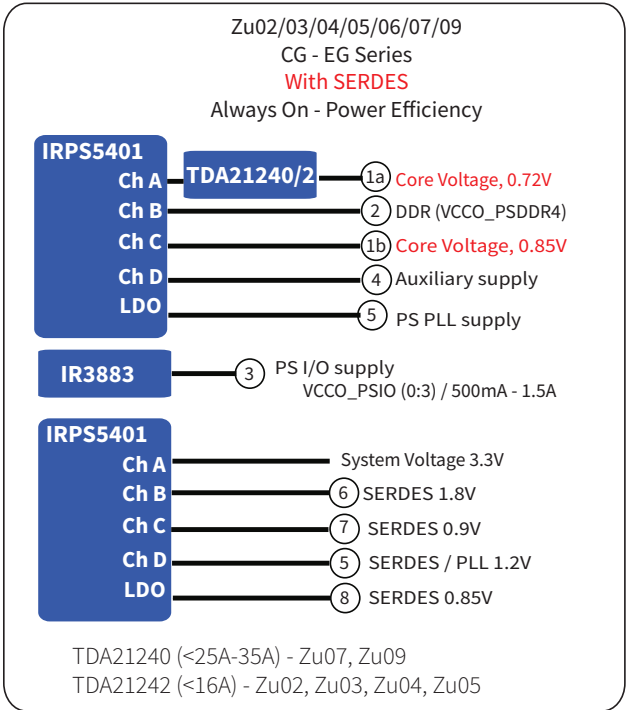 Zu02/03/04/05/06/07/09
CG - EG Series
With SERDES
Always On - Power Efficiency
IRPS5401
Ch A
TDA21240/2
1a
Core Voltage, 0.72V
Ch B
2
DDR (VCCO_PSDDR4)
Ch C
1b
Core Voltage, 0.85V
Ch D
4
Auxiliary supply
LDO
5
PS PLL supply
IR3883
3
PS I/O supply
VCCO_PSIO (0:3) / 500mA - 1.5A
IRPS5401
Ch A
System Voltage 3.3V
Ch B
6
SERDES 1.8V
Ch C
7
SERDES 0.9V
Ch D
5
SERDES / PLL 1.2V
LDO
8
SERDES 0.85V
TDA21240 (<25A-35A) - Zu07, Zu09
TDA21242 (<16A) - Zu02, Zu03, Zu04, Zu05